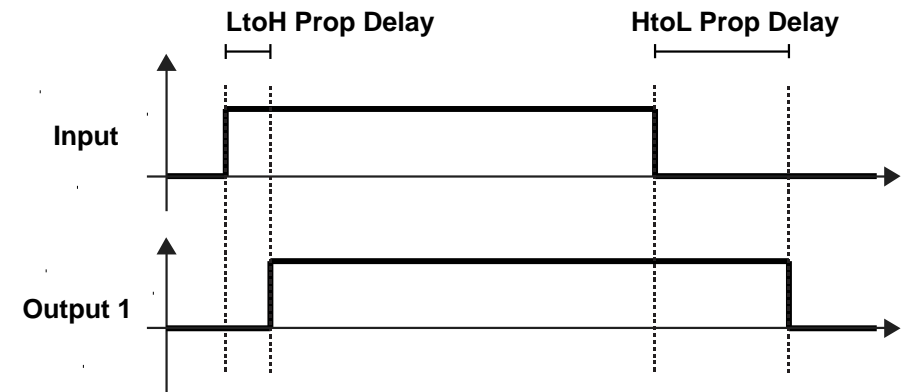 LtoH Prop Delay
HtoL Prop Delay
Input
Output 1